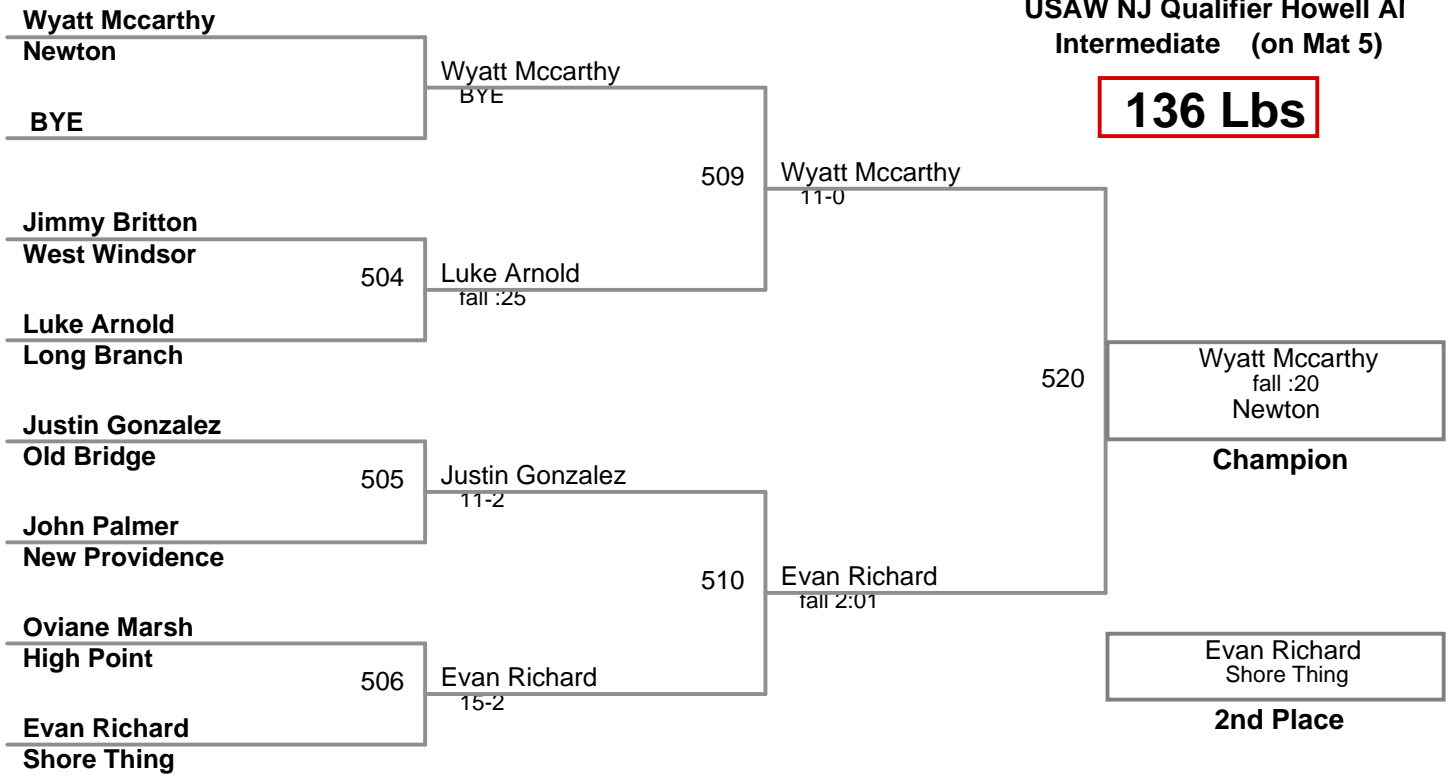 USAW NJ Qualifier Howell
Intermediate (on Mat 5)
136 Lbs
Wyatt Mccarthy
Newton
BYE
Jimmy Britton
West Windsor
504
Luke Arnold
Long Branch
Justin Gonzalez
Old Bridge
505
John Palmer
New Providence
Oviane Marsh
High Point
506
Evan Richard
Shore Thing
Wyatt Mccarthy
BYE
509
Luke Arnold
fall :25
Justin Gonzalez
11-2
510
Evan Richard
15-2
Wyatt Mccarthy
11-0
520
Evan Richard
fall 2:01
Wyatt Mccarthy
fall :20
Newton
Champion
Evan Richard
Shore Thing
2nd Place